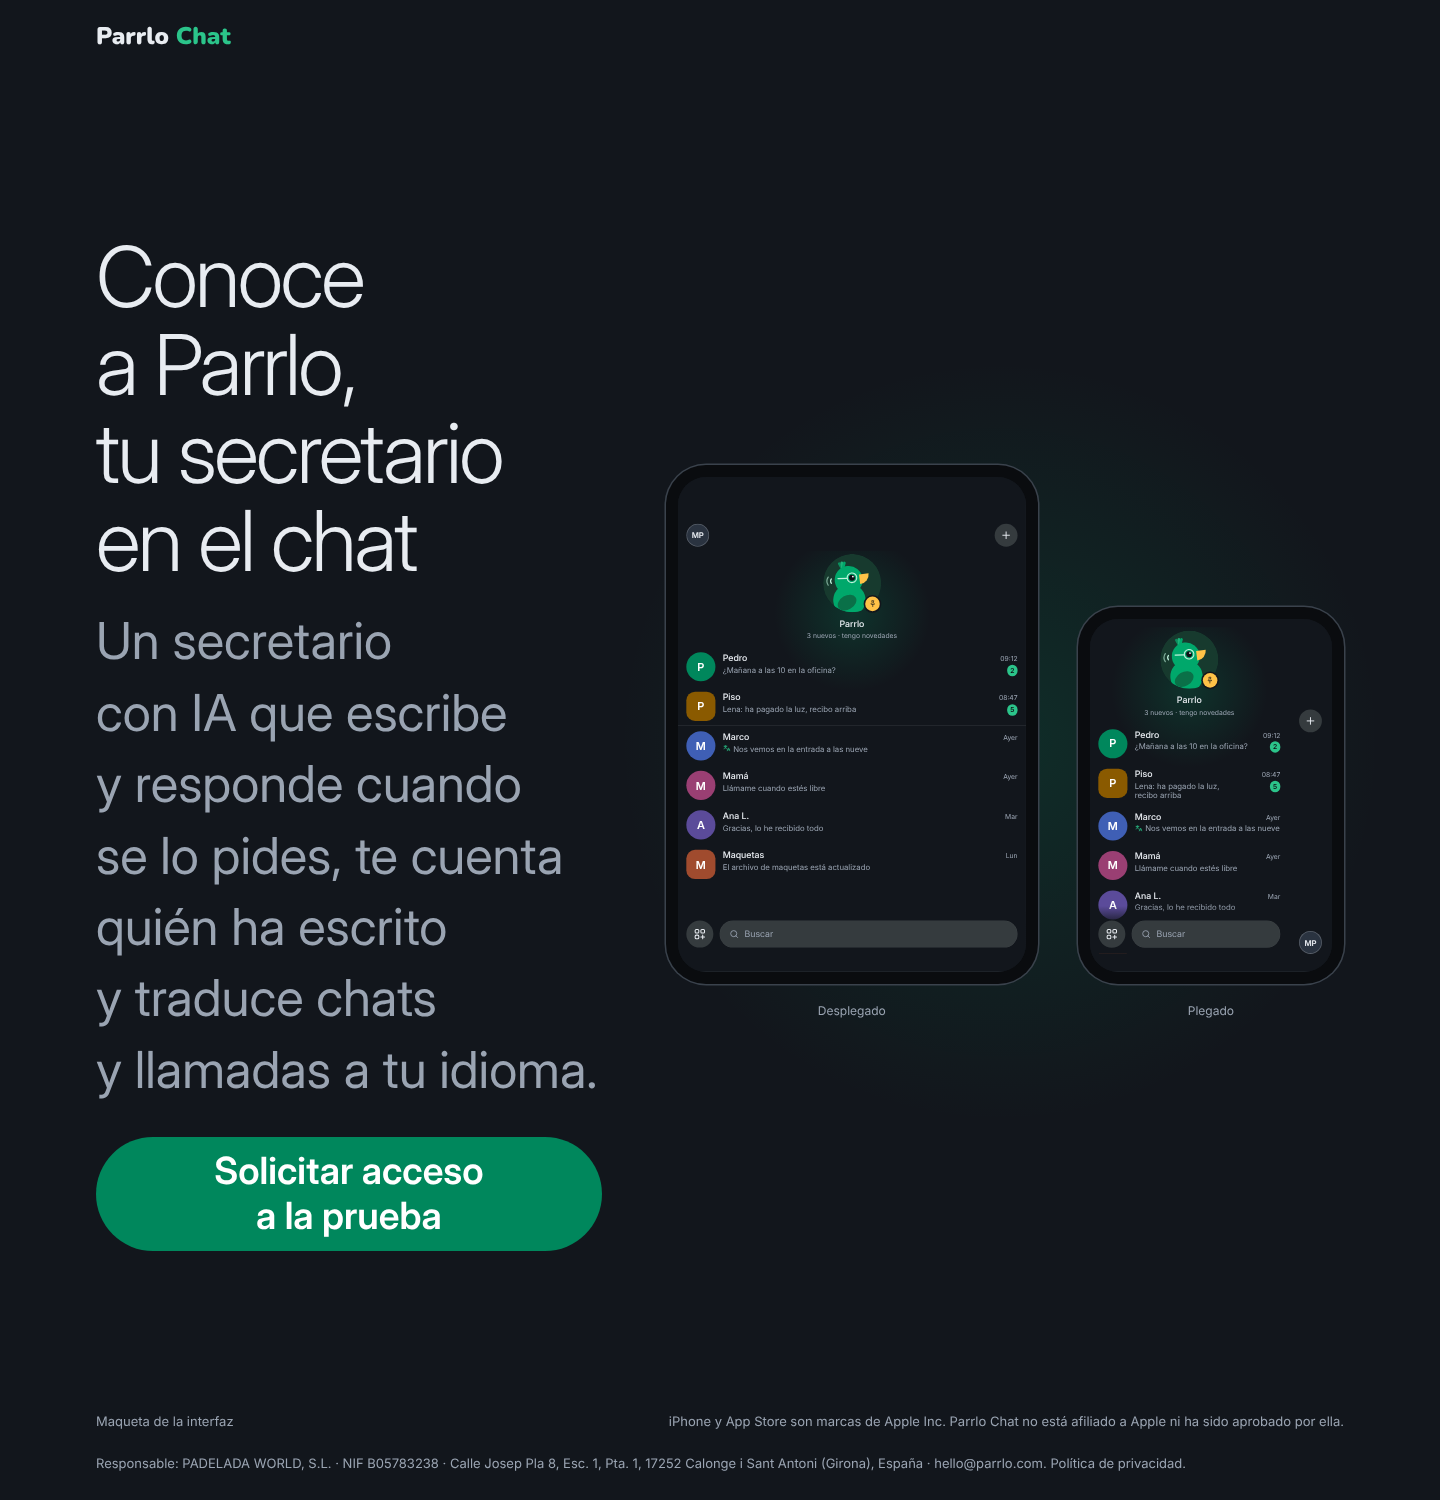 Parrlo Chat
Conoce
a Parrlo,
tu secretario
en el chat
Un secretario
con IA que escribe
y responde cuando
se lo pides, te cuenta
quién ha escrito
y traduce chats
y llamadas a tu idioma.
Solicitar acceso
a la prueba
MP
Parrlo
3 nuevos · tengo novedades
P
Pedro
09:12
¿Mañana a las 10 en la oficina?
2
P
Piso
08:47
Lena: ha pagado la luz, recibo arriba
5
M
Marco
Ayer
Nos vemos en la entrada a las nueve
M
Mamá
Ayer
Llámame cuando estés libre
A
Ana L.
Mar
Gracias, lo he recibido todo
M
Maquetas
Lun
El archivo de maquetas está actualizado
Buscar
Desplegado
Parrlo
3 nuevos · tengo novedades
P
Pedro
09:12
¿Mañana a las 10 en la oficina?
2
P
Piso
08:47
Lena: ha pagado la luz,
recibo arriba
5
M
Marco
Ayer
Nos vemos en la entrada a las nueve
M
Mamá
Ayer
Llámame cuando estés libre
A
Ana L.
Mar
Gracias, lo he recibido todo
Buscar
MP
Plegado
Maqueta de la interfaz
iPhone y App Store son marcas de Apple Inc. Parrlo Chat no está afiliado a Apple ni ha sido aprobado por ella.
Responsable: PADELADA WORLD, S.L. · NIF B05783238 · Calle Josep Pla 8, Esc. 1, Pta. 1, 17252 Calonge i Sant Antoni (Girona), España · hello@parrlo.com. Política de privacidad.